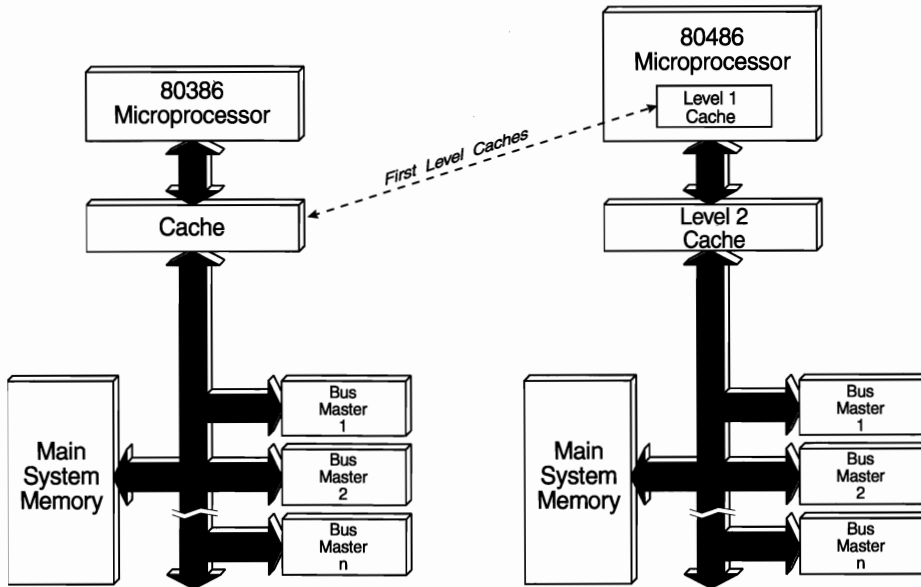 80386
Microprocessor
Cache
Main
System
Memory
Bus
Master
1
Bus
Master
2
Bus
Master
n
First Level Caches
80486
Microprocessor
Level 1
Cache
Level 2
Cache
Main
System
Memory
Bus
Master
1
Bus
Master
2
Bus
Master
n